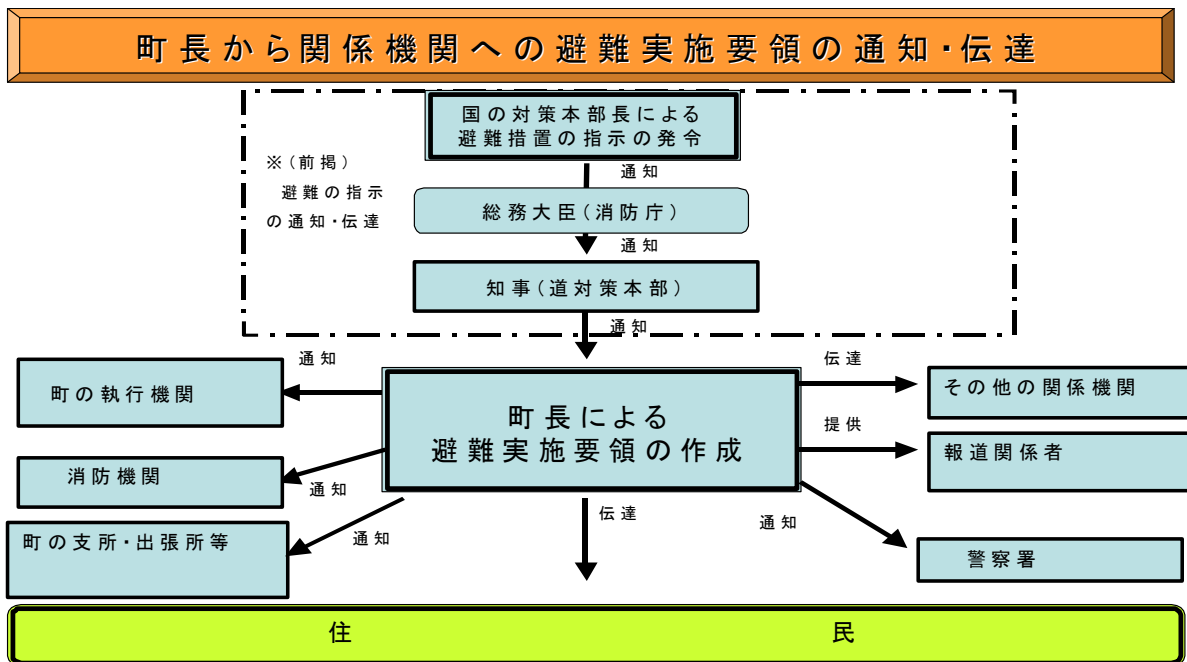 町長から関係機関への避難実施要領の通知・伝達
国の対策本部長による
避難措置の指示の発令
※(前掲)
避難の指示
の通知・伝達
通知
総務大臣(消防庁)
通知
知事(道対策本部)
通知
通知
伝達
町の執行機関
その他の関係機関
町長による
避難実施要領の作成
提供
報道関係者
消防機関
通知
伝達
通知
町の支所・出張所等
通知
警察署
住民